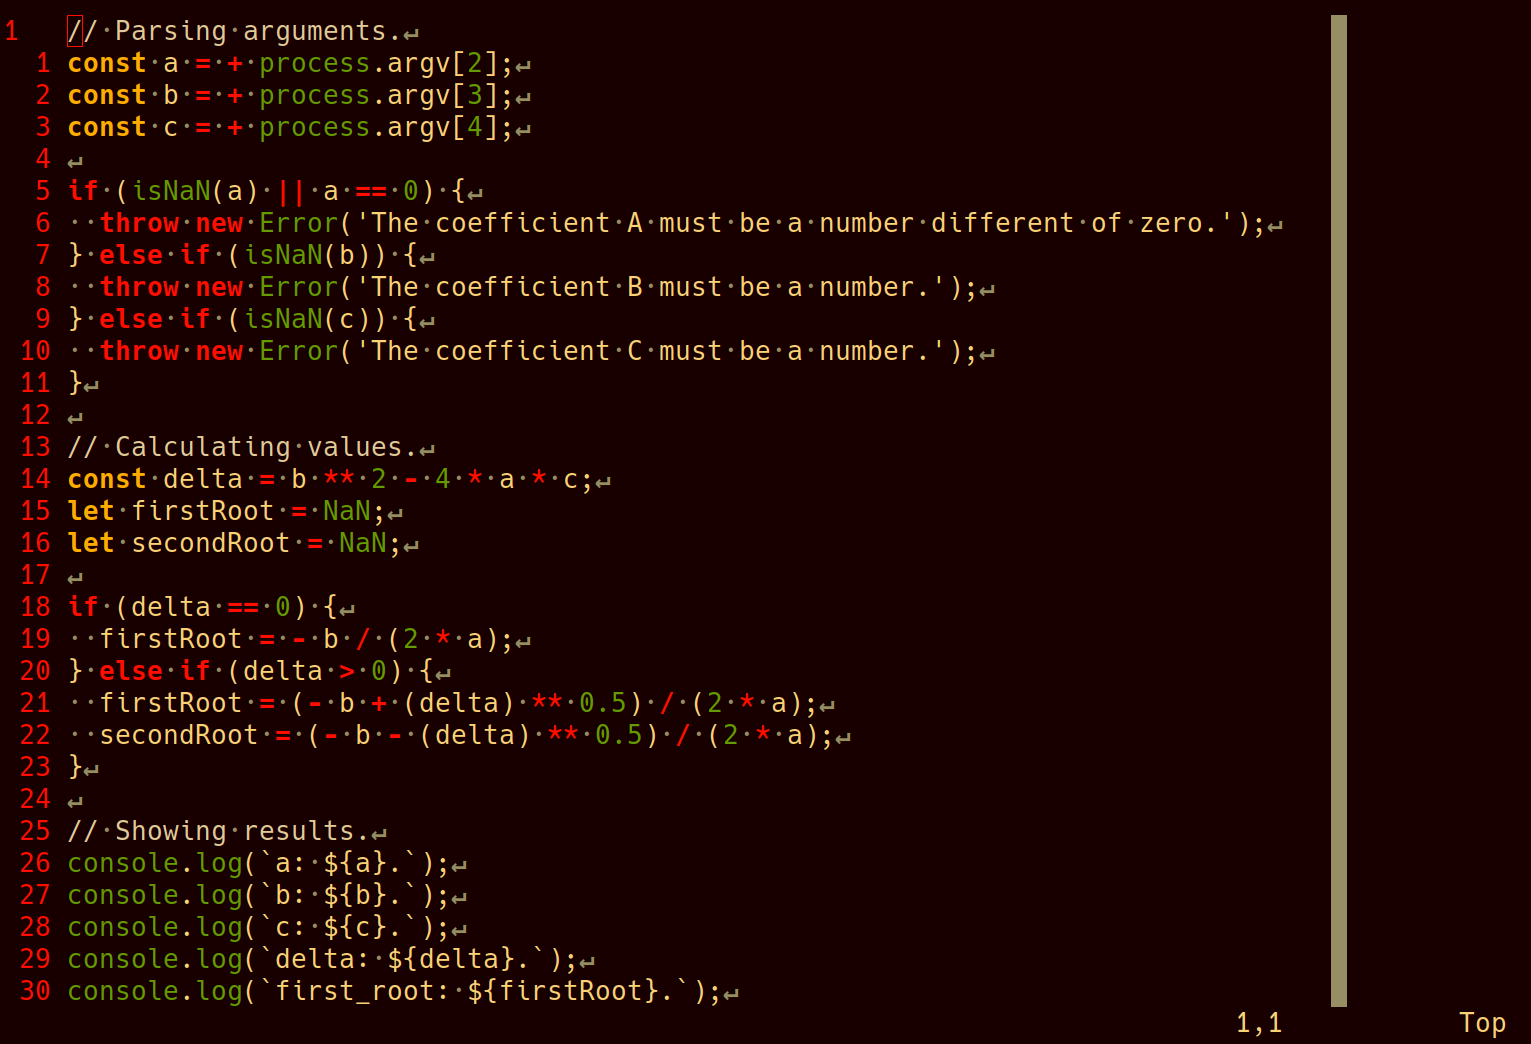 1   // Parsing arguments.↵
  1 const a = + process.argv[2];↵
  2 const b = + process.argv[3];↵
  3 const c = + process.argv[4];↵
  4 ↵
  5 if·(isNaN(a)·||·a·==·0)·{↵
  6 ··throw·new·Error('The·coefficient·A·must·be·a·number·different·of·zero.');↵
  7 }·else·if·(isNaN(b))·{↵
  8 ··throw·new·Error('The·coefficient·B·must·be·a·number.');↵
  9 }·else·if·(isNaN(c))·{↵
 10 ··throw·new·Error('The·coefficient·C·must·be·a·number.');↵
 11 }↵
 12 ↵
 13 //·Calculating·values.↵
 14 const·delta·=·b·**·2·-·4·*·a·*·c;↵
 15 let·firstRoot·=·NaN;↵
 16 let·secondRoot·=·NaN;↵
 17 ↵
 18 if·(delta·==·0)·{↵
 19 ··firstRoot·=·-·b·/·(2·*·a);↵
 20 }·else·if·(delta·>·0)·{↵
 21 ··firstRoot·=·(-·b·+·(delta)·**·0.5)·/·(2·*·a);↵
 22 ··secondRoot·=·(-·b·-·(delta)·**·0.5)·/·(2·*·a);↵
 23 }↵
 24 ↵
 25 //·Showing·results.↵
 26 console.log(`a:·${a}.`);↵
 27 console.log(`b:·${b}.`);↵
 28 console.log(`c:·${c}.`);↵
 29 console.log(`delta:·${delta}.`);↵
 30 console.log(`first_root:·${firstRoot}.`);↵
1,1 Top